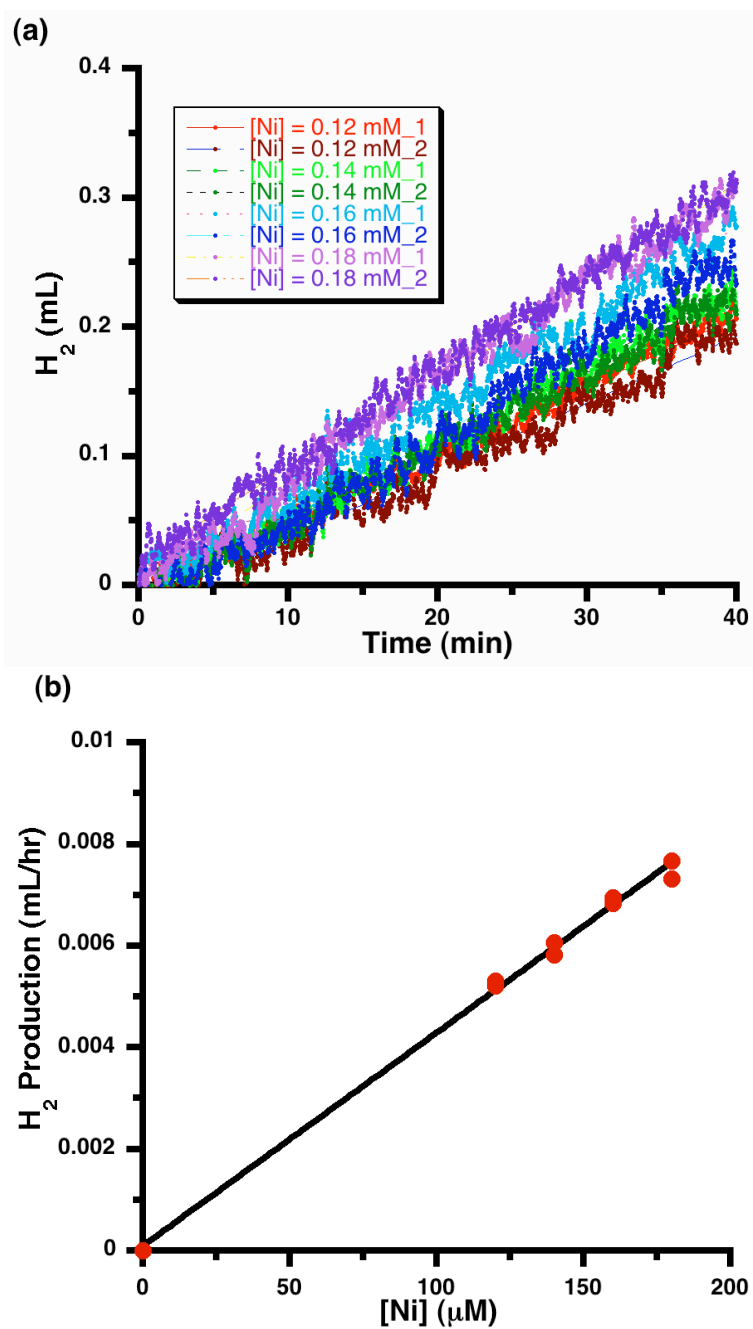 (a)
0.4
0.3
0.2
0.1
0
H2 (mL)
[Ni] = 0.12 mM_1
[Ni] = 0.12 mM_2
[Ni] = 0.14 mM_1
[Ni] = 0.14 mM_2
[Ni] = 0.16 mM_1
[Ni] = 0.16 mM_2
[Ni] = 0.18 mM_1
[Ni] = 0.18 mM_2
0 10 20 30 40
Time (min)
(b)
0.01
0.008
0.006
0.004
0.002
0
H2 Production (mL/hr)
0 50 100 150 200
[Ni] (μM)